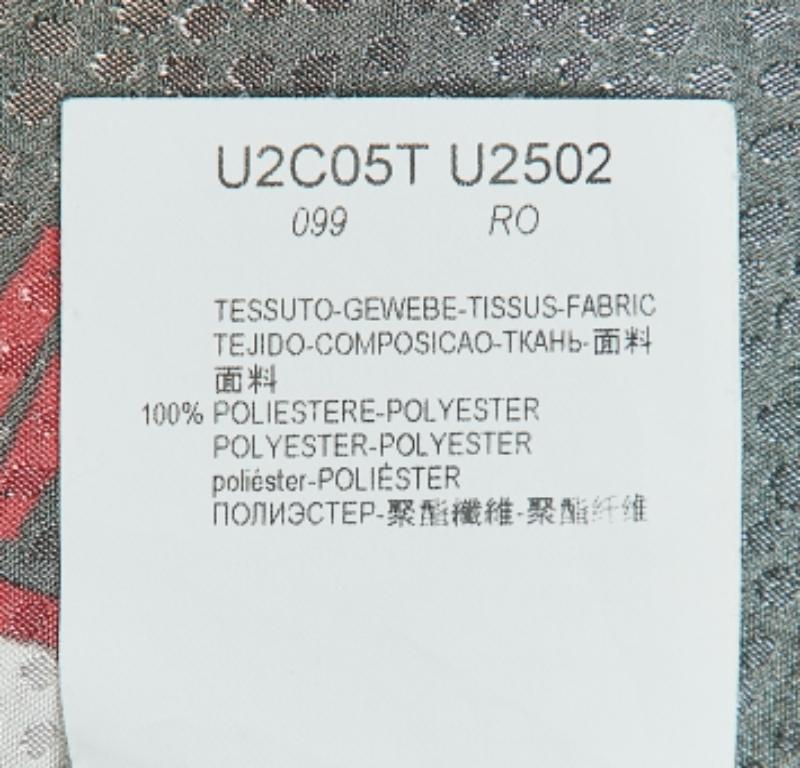 U2C05T U2502
099 RO
TESSUTO-GEWEBE-TISSUS-FABRIC
TEJIDO-COMPOSICAO-ТКАНЬ-面料
面料
100% POLIESTERE-POLYESTER
POLYESTER-POLYESTER
poliéster-POLIÉSTER
ПОЛИЭСТЕР-聚酯纖維-聚酯纤维